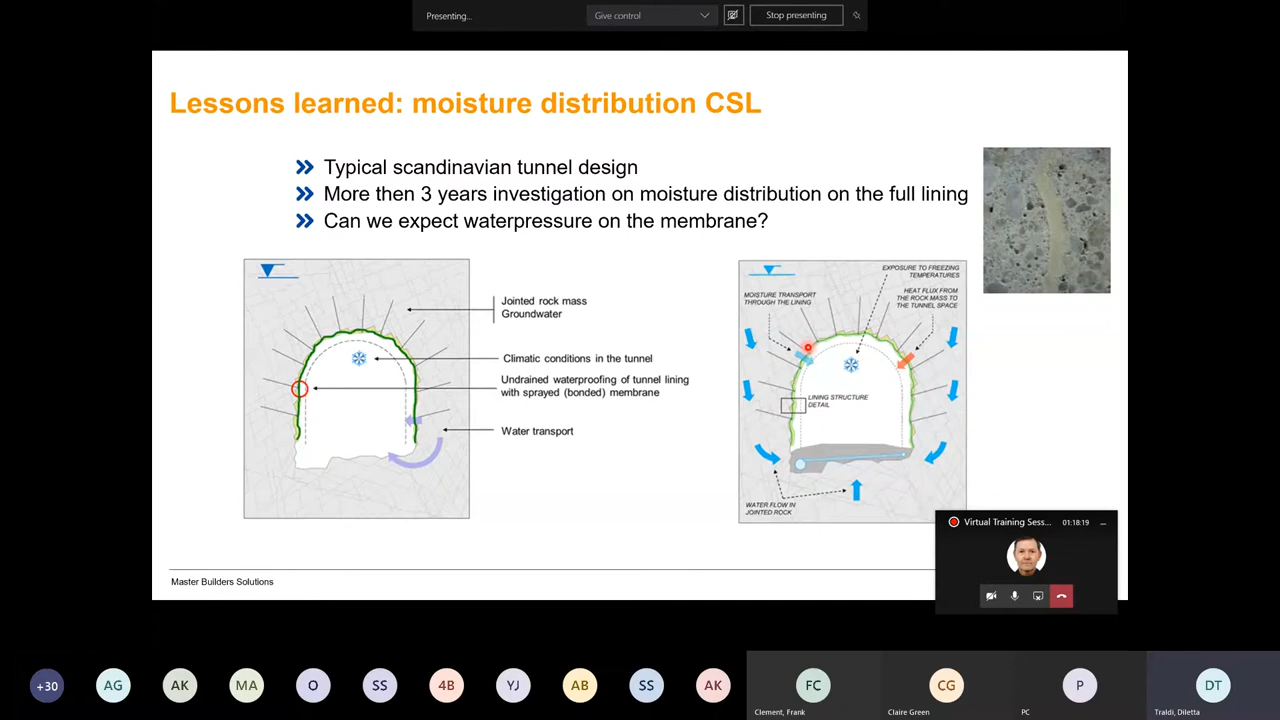 Presenting...
Give control
Stop presenting
Lessons learned: moisture distribution CSL
Typical scandinavian tunnel design
More then 3 years investigation on moisture distribution on the full lining
Can we expect waterpressure on the membrane?
Jointed rock mass
Groundwater
Climatic conditions in the tunnel
Undrained waterproofing of tunnel lining
with sprayed (bonded) membrane
Water transport
EXPOSURE TO FREEZING
TEMPERATURES
MOISTURE TRANSPORT
THROUGH THE LINING
HEAT FLUX FROM
THE ROCK MASS TO
THE TUNNEL SPACE
LINING STRUCTURE
DETAIL
WATER FLOW IN
JOINTED ROCK
Master Builders Solutions
Virtual Training Sess...
01:18:19
+30
AG
AK
MA
O
SS
4B
YJ
AB
SS
AK
FC
Clement, Frank
CG
Claire Green
P
PC
DT
Traldi, Diletta